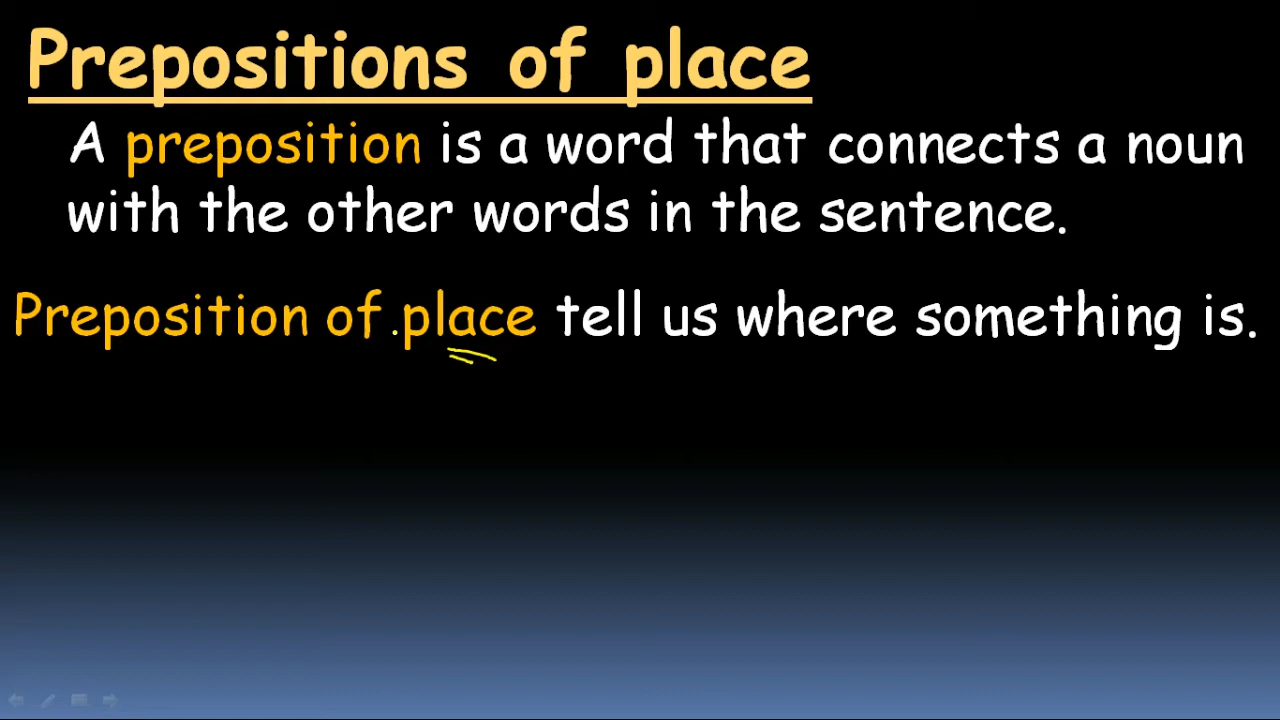 Prepositions of place
A preposition is a word that connects a noun
with the other words in the sentence.
Preposition of place tell us where something is.